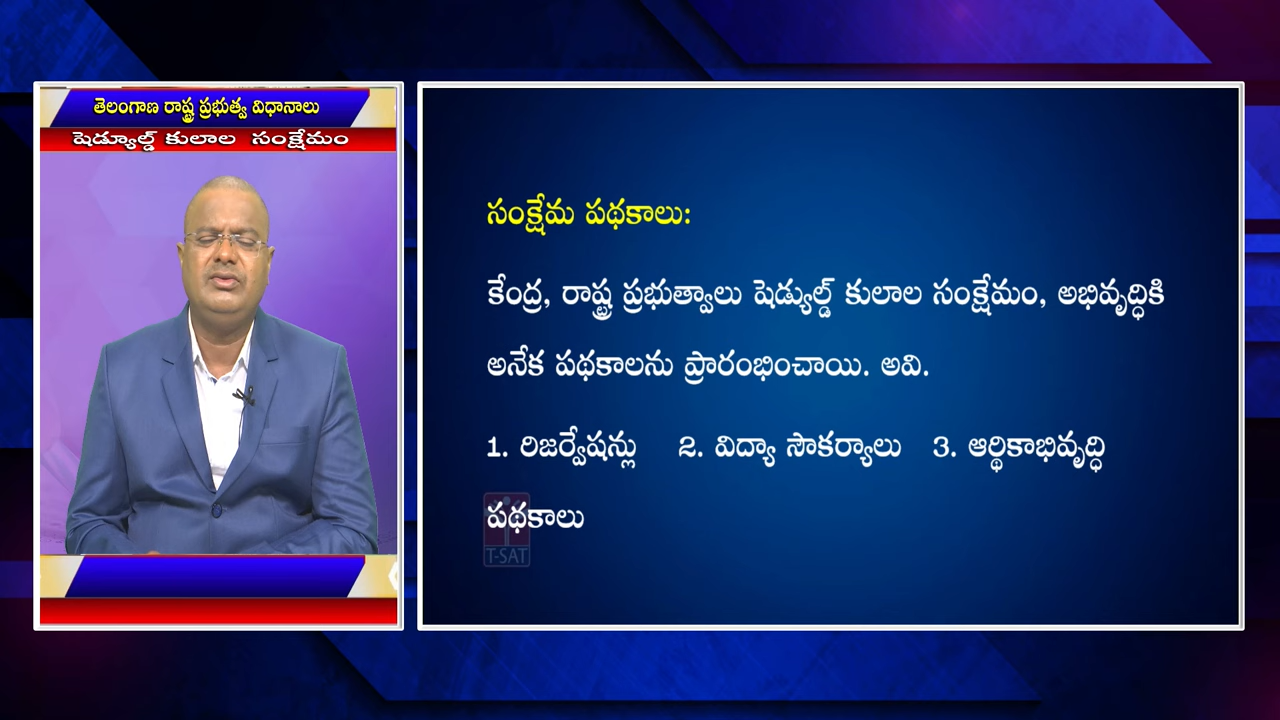 తెలంగాణ రాష్ట్ర ప్రభుత్వ విధానాలు
షెడ్యూల్డ్ కులాల సంక్షేమం
సంక్షేమ పథకాలు:
కేంద్ర, రాష్ట్ర ప్రభుత్వాలు షెడ్యుల్డ్ కులాల సంక్షేమం, అభివృద్ధికి
అనేక పథకాలను ప్రారంభించాయి. అవి.
1. రిజర్వేషన్లు 2. విద్యా సౌకర్యాలు 3. ఆర్థికాభివృద్ధి
పథకాలు
T-SAT